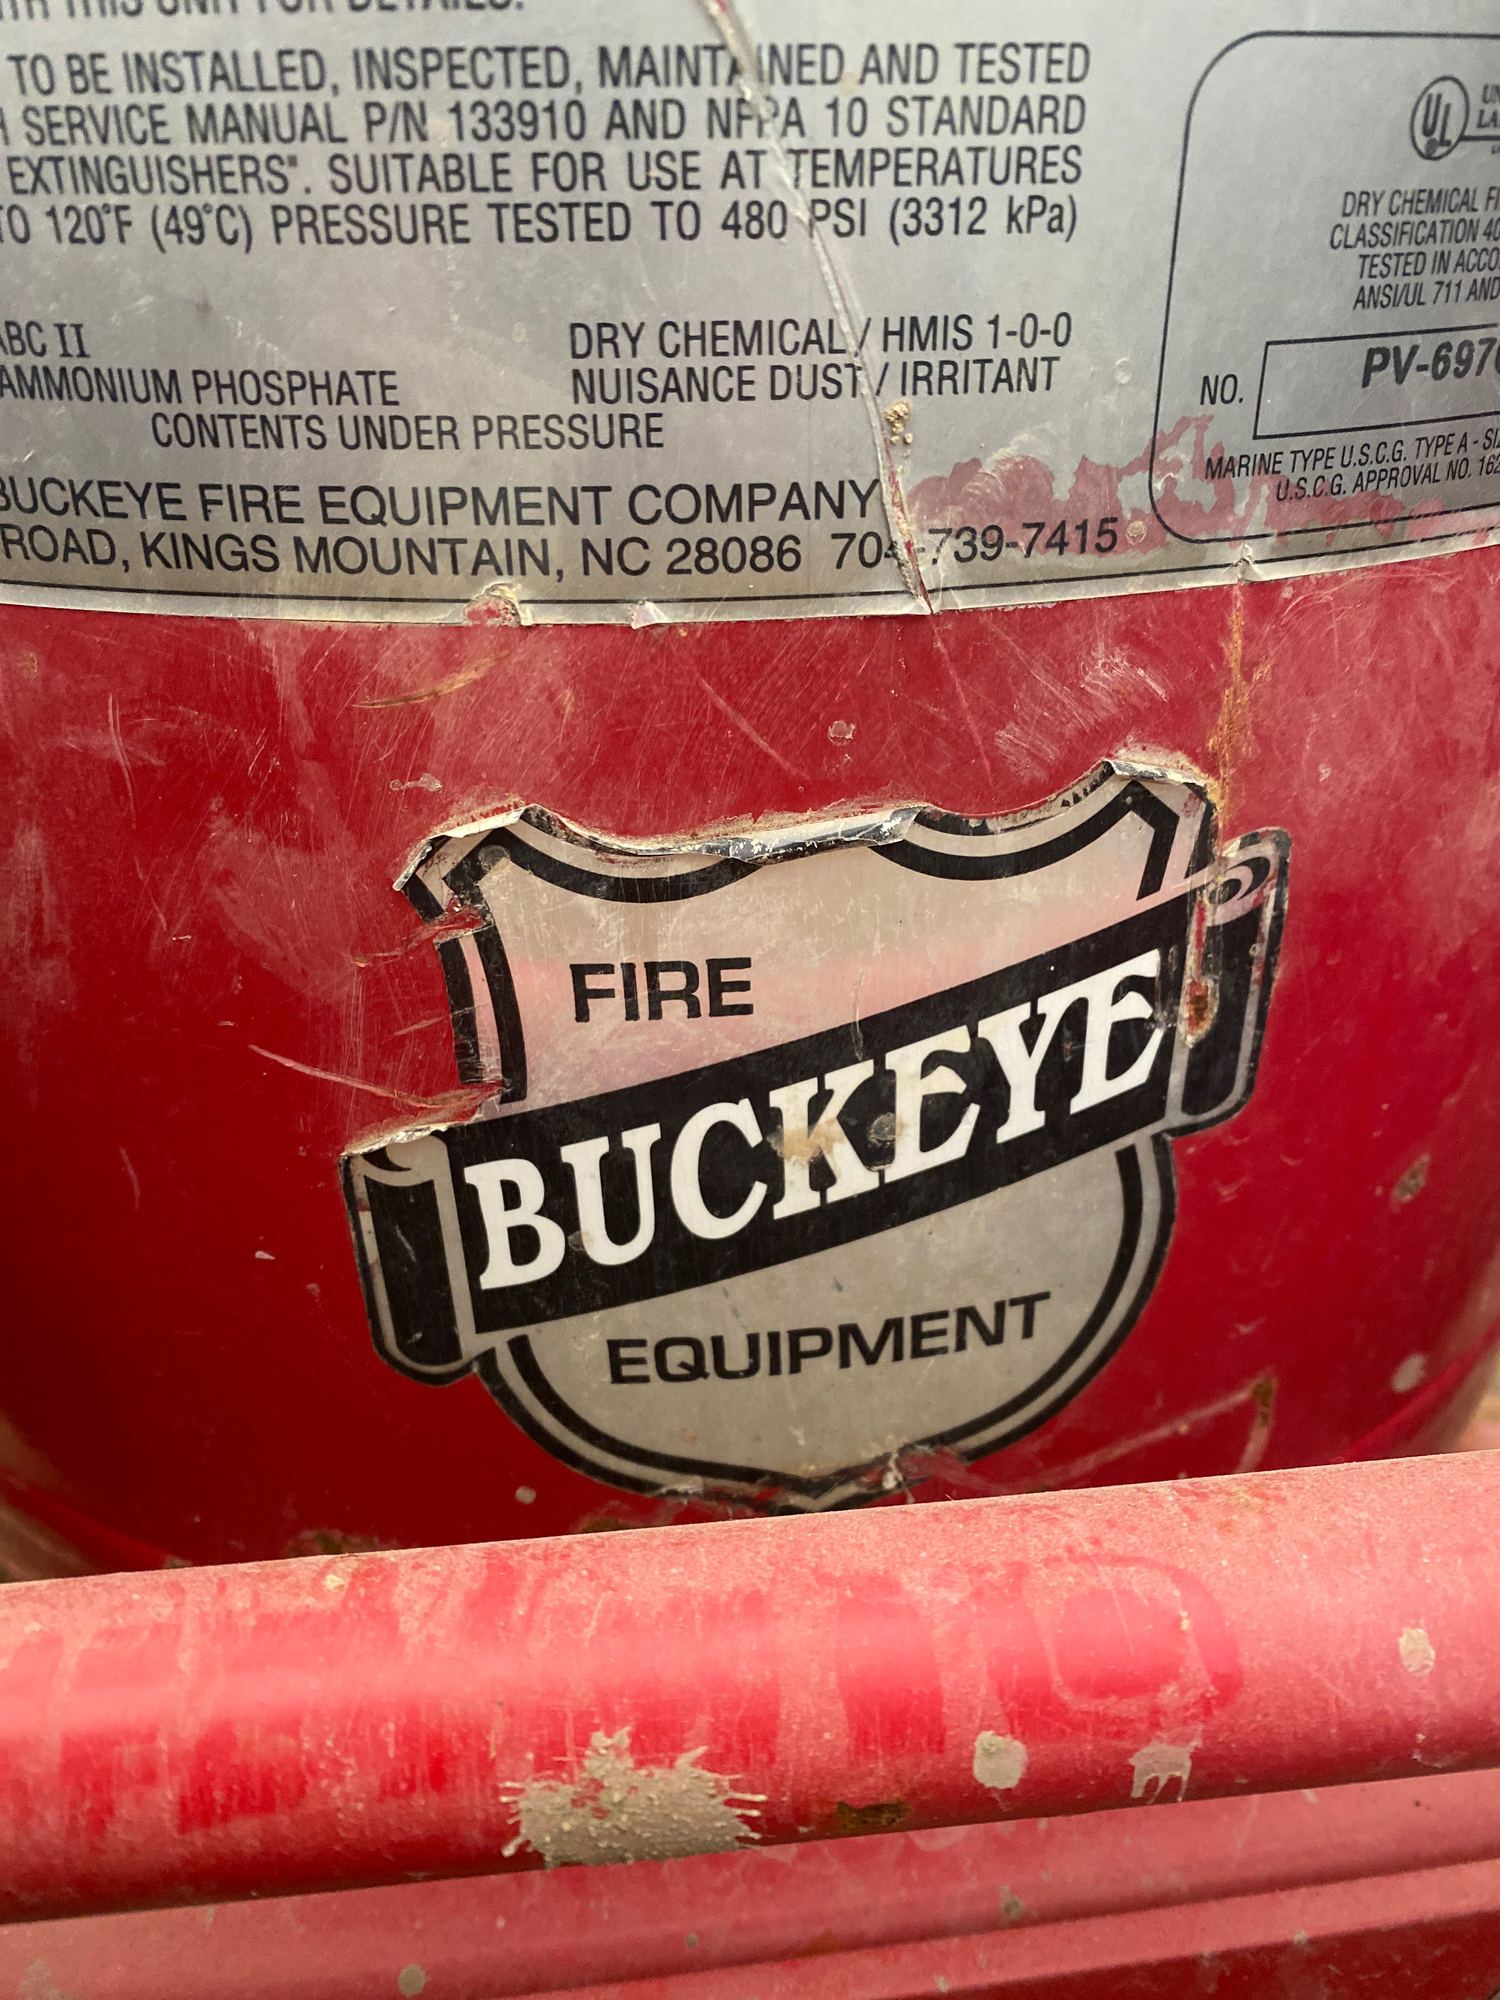 TO BE INSTALLED, INSPECTED, MAINTAINED AND TESTED
SERVICE MANUAL P/N 133910 AND NFPA 10 STANDARD
EXTINGUISHERS". SUITABLE FOR USE AT TEMPERATURES
TO 120°F (49°C) PRESSURE TESTED TO 480 PSI (3312 kPa)
ABC II
DRY CHEMICAL / HMIS 1-0-0
AMMONIUM PHOSPHATE
NUISANCE DUST / IRRITANT
CONTENTS UNDER PRESSURE
BUCKEYE FIRE EQUIPMENT COMPANY
ROAD, KINGS MOUNTAIN, NC 28086 704-739-7415
UL
DRY CHEMICAL
CLASSIFICATION
TESTED IN
ANSI/UL 711 AND
NO.
PV-697
MARINE TYPE U.S.C.G. TYPE A -
U.S.C.G. APPROVAL NO. 162
FIRE
BUCKEYE
EQUIPMENT